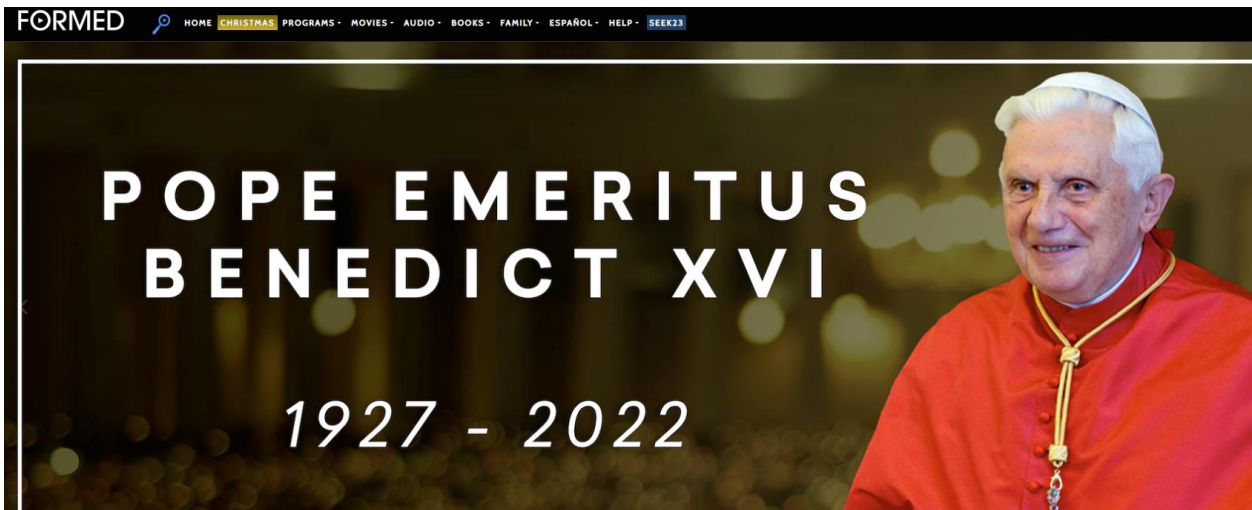 FORMED HOME CHRISTMAS PROGRAMS MOVIES AUDIO BOOKS FAMILY ESPAÑOL HELP SEEK23
POPE EMERITUS
BENEDICT XVI
1927 - 2022